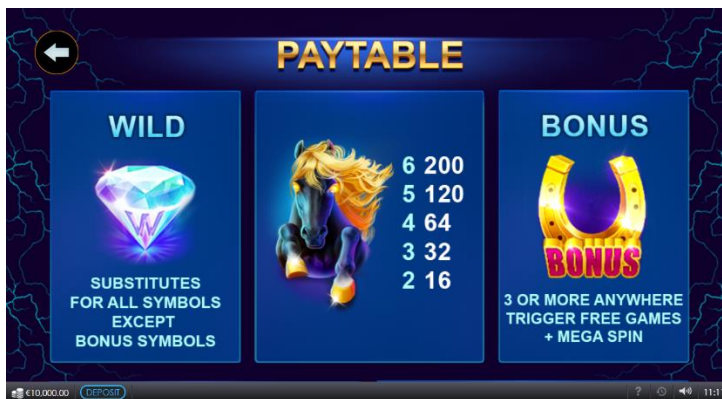 PAYTABLE
WILD
W
SUBSTITUTES
FOR ALL SYMBOLS
EXCEPT
BONUS SYMBOLS
6 200
5 120
4 64
3 32
2 16
BONUS
BONUS
3 OR MORE ANYWHERE
TRIGGER FREE GAMES
+ MEGA SPIN
€10,000.00
DEPOSIT
?